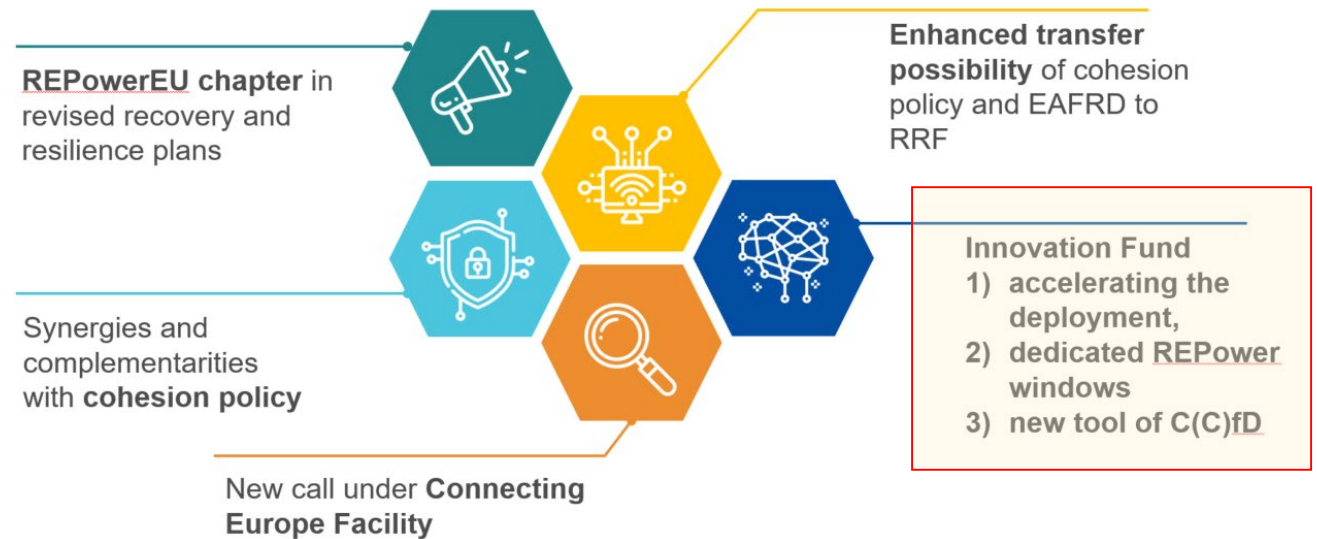 REPowerEU chapter in
revised recovery and
resilience plans
Enhanced transfer
possibility of cohesion
policy and EAFRD to
RRF
Synergies and
complementarities
with cohesion policy
Innovation Fund
1) accelerating the
deployment,
2) dedicated REPower
windows
3) new tool of C(C)fD
New call under Connecting
Europe Facility